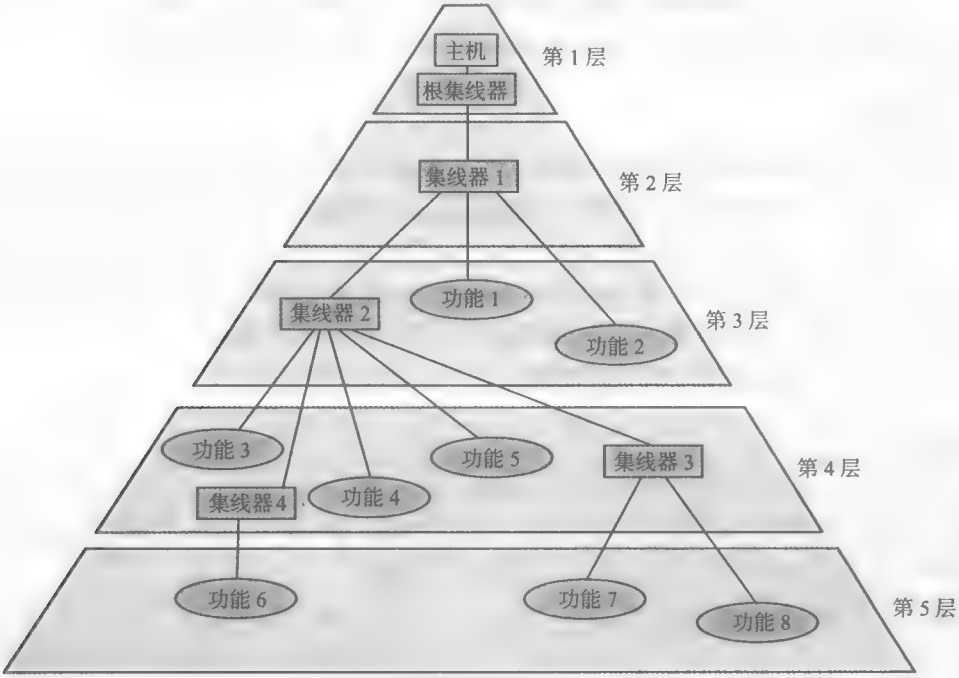 主机
第1层
根集线器
集线器1
第2层
集线器2
功能1
功能2
第3层
功能3
集线器4
功能4
功能5
集线器3
第4层
功能6
功能7
功能8
第5层